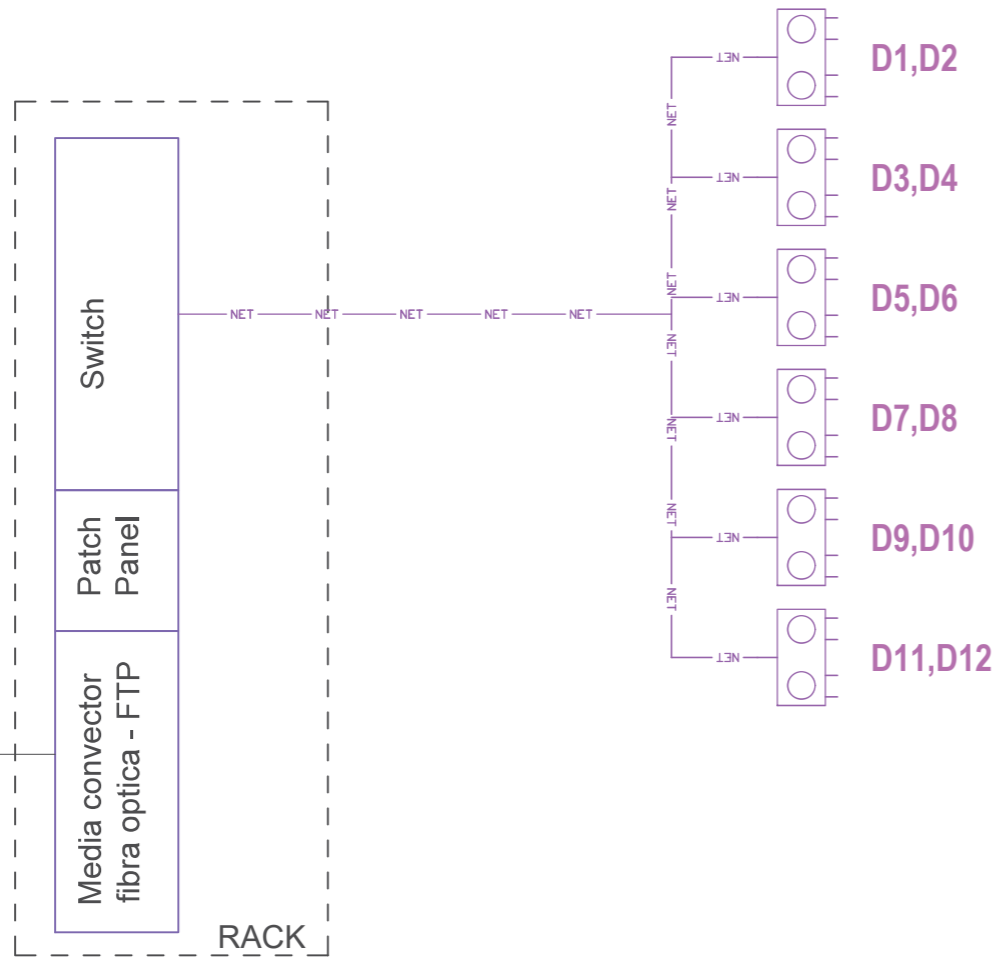 Switch
Patch
Panel
Media convector
fibra optica - FTP
RACK
NET NET NET NET NET
NET
NET
NET
NET
NET
NET
NET
NET
NET
NET
NET
NET
NET
D1,D2
D3,D4
D5,D6
D7,D8
D9,D10
D11,D12